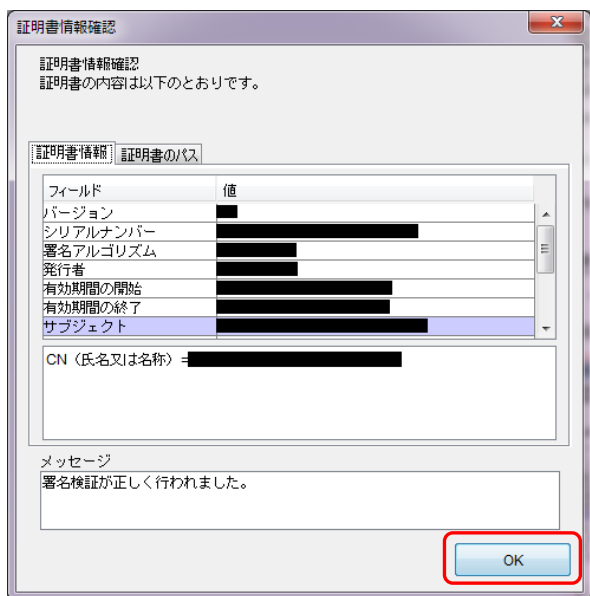 証明書情報確認
証明書情報確認
証明書の内容は以下のとおりです。
証明書情報 証明書のパス
フィールド 値
バージョン
シリアルナンバー
署名アルゴリズム
発行者
有効期間の開始
有効期間の終了
サブジェクト
CN（氏名又は名称）=
メッセージ
署名検証が正しく行われました。
OK